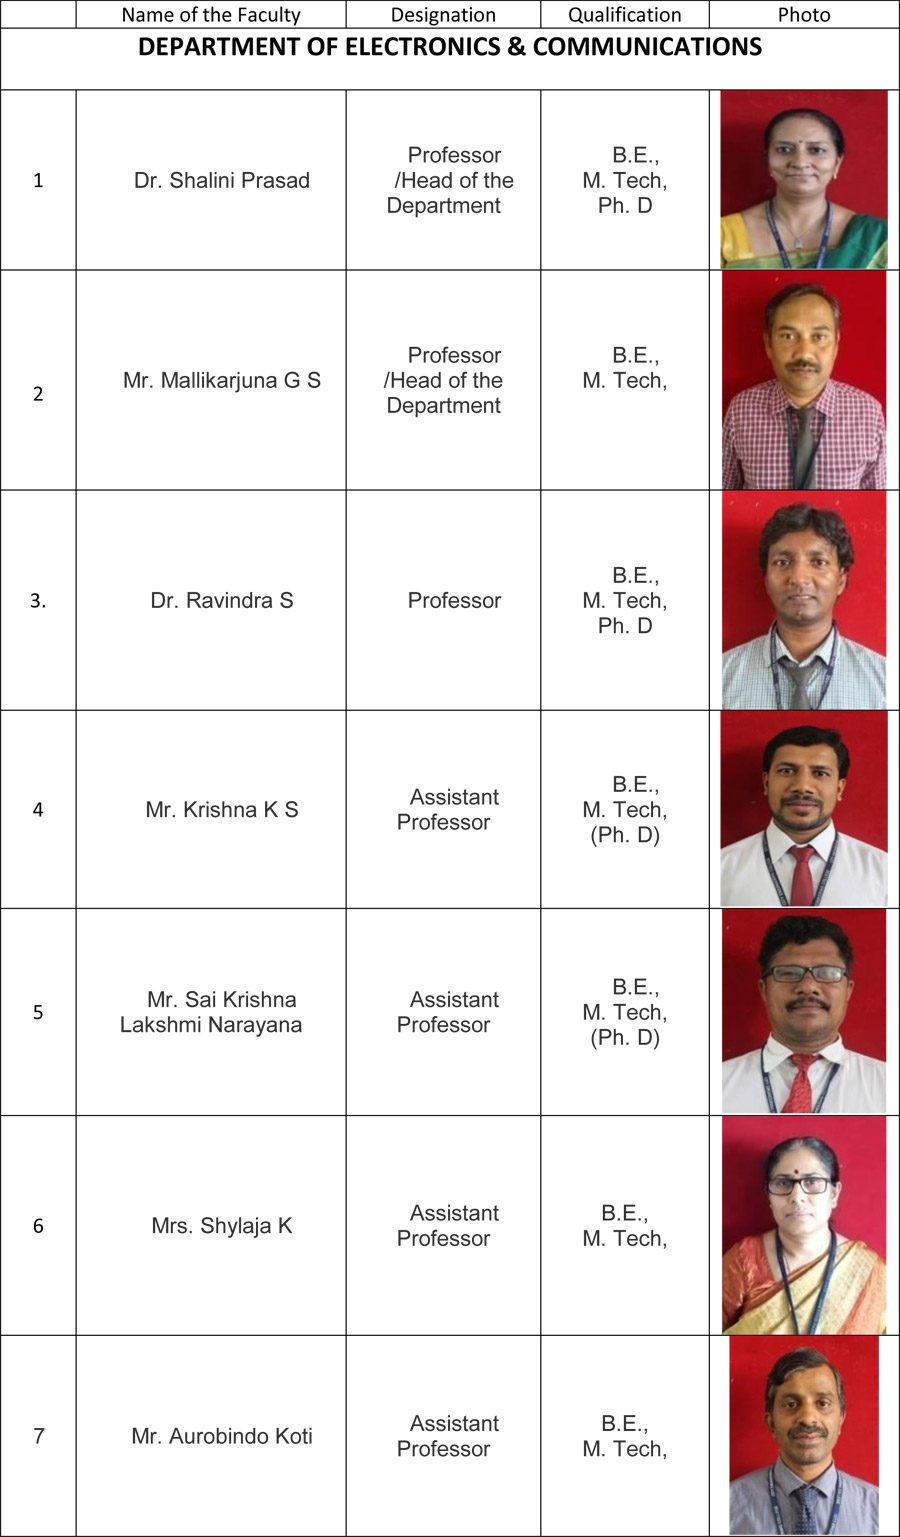 Name of the Faculty Designation Qualification Photo
DEPARTMENT OF ELECTRONICS & COMMUNICATIONS
1 Dr. Shalini Prasad Professor
/Head of the
Department B.E.,
M. Tech,
Ph. D
2 Mr. Mallikarjuna G S Professor
/Head of the
Department B.E.,
M. Tech,
3. Dr. Ravindra S Professor B.E.,
M. Tech,
Ph. D
4 Mr. Krishna K S Assistant
Professor B.E.,
M. Tech,
(Ph. D)
5 Mr. Sai Krishna
Lakshmi Narayana Assistant
Professor B.E.,
M. Tech,
(Ph. D)
6 Mrs. Shylaja K Assistant
Professor B.E.,
M. Tech,
7 Mr. Aurobindo Koti Assistant
Professor B.E.,
M. Tech,